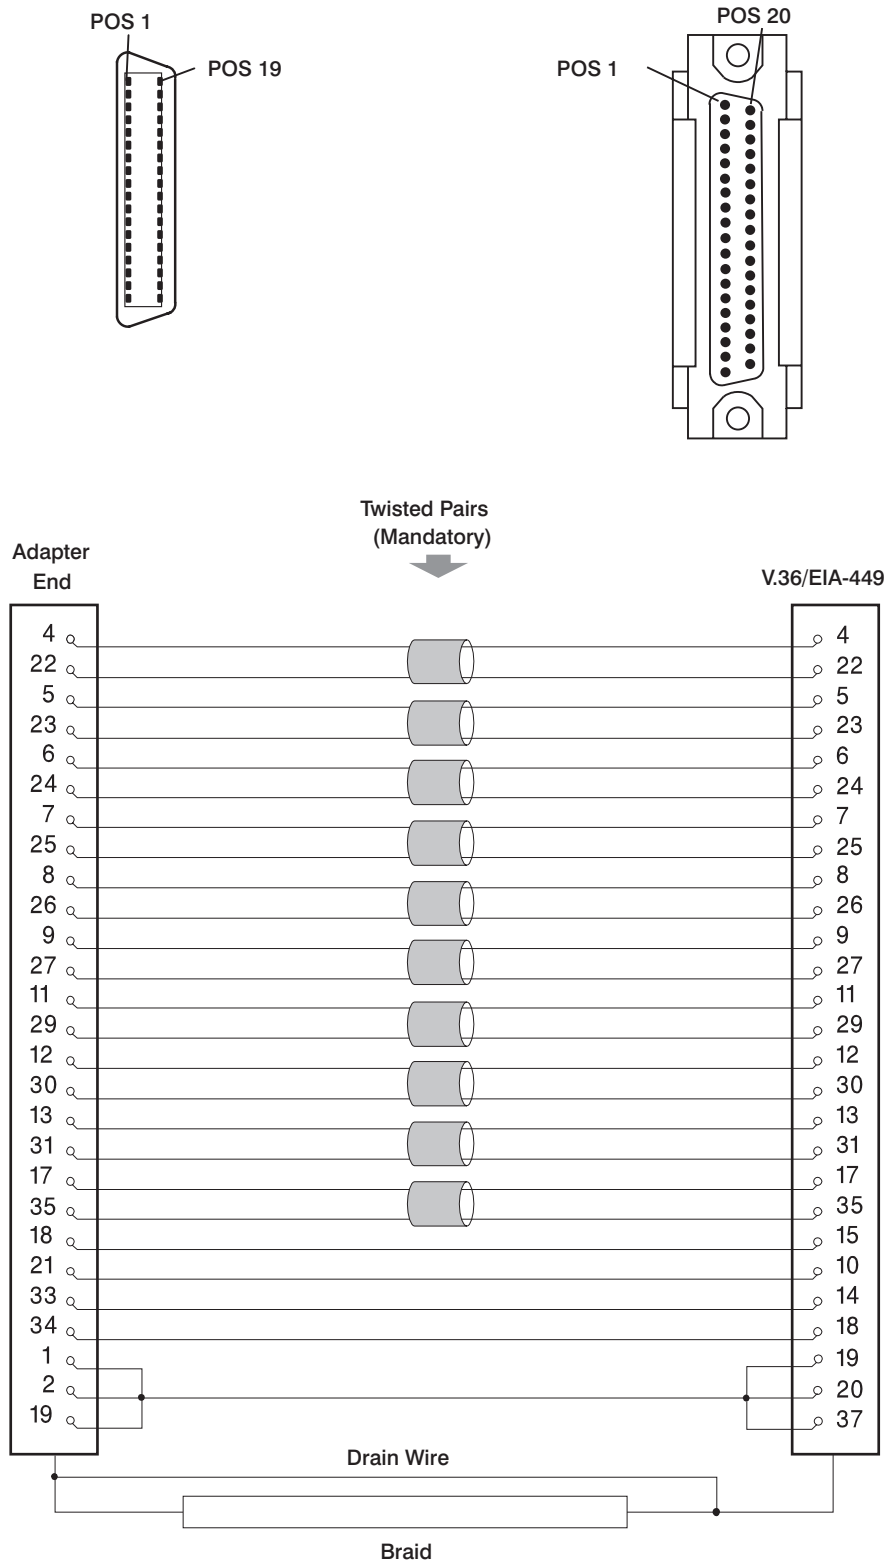 POS 1
POS 19
POS 20
POS 1
Twisted Pairs
(Mandatory)
Adapter
End
V.36/EIA-449
4 4
22 22
5 5
23 23
6 6
24 24
7 7
25 25
8 8
26 26
9 9
27 27
11 11
29 29
12 12
30 30
13 13
31 31
17 17
35 35
18 15
21 10
33 14
34 18
1 19
2 20
19 37
Drain Wire
Braid